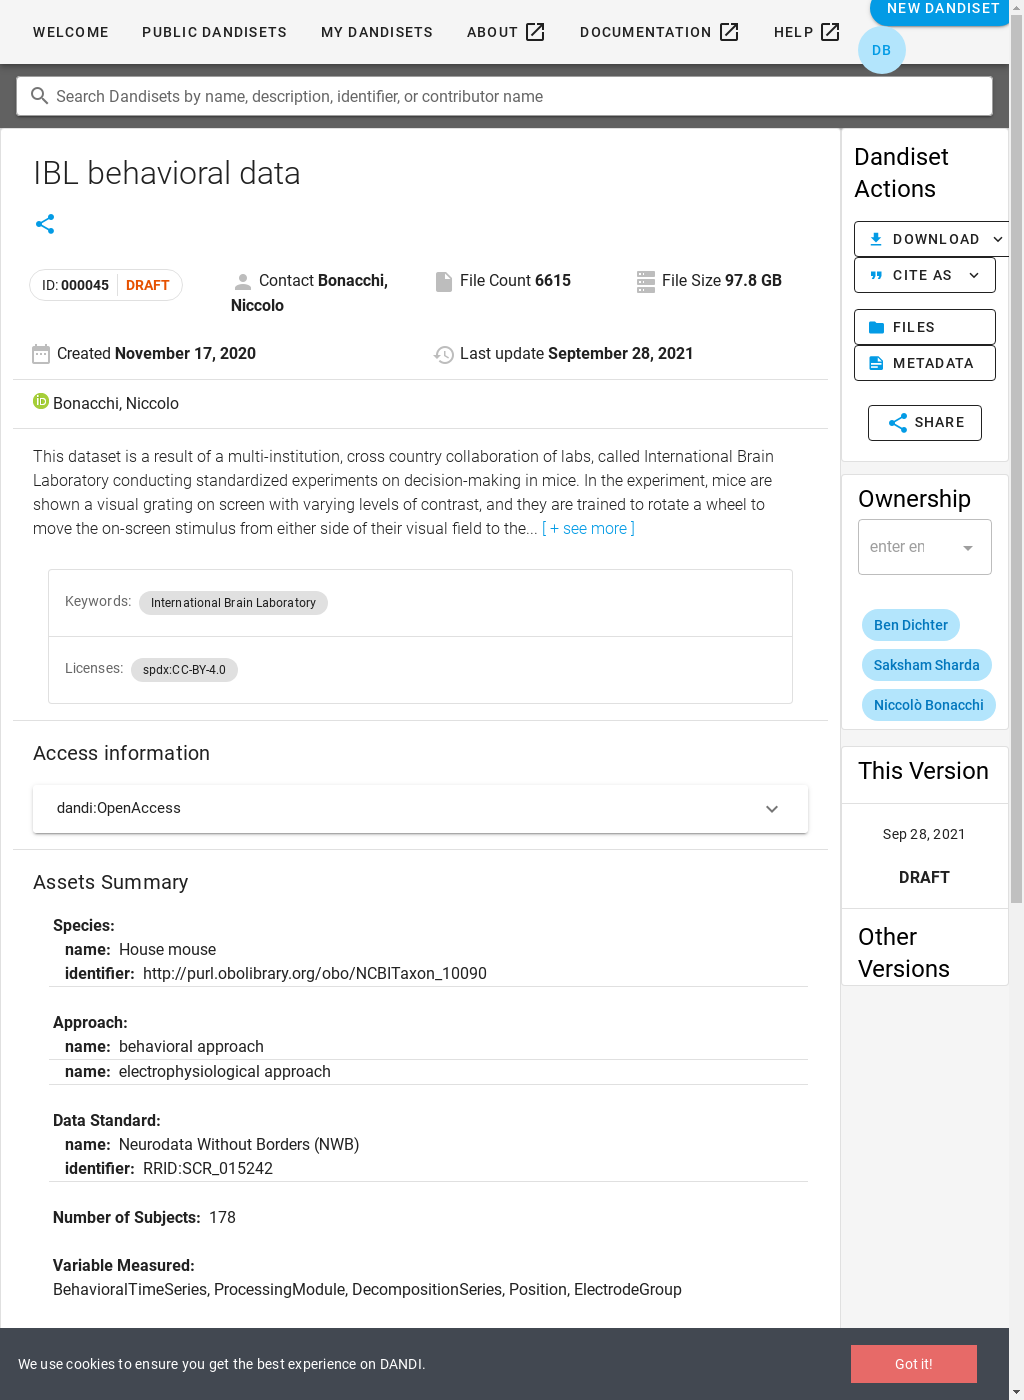 WELCOME PUBLIC DANDISETS MY DANDISETS ABOUT DOCUMENTATION HELP NEW DANDISET
DB
Search Dandisets by name, description, identifier, or contributor name
IBL behavioral data
ID: 000045 DRAFT
Contact Bonacchi,
Niccolo
File Count 6615
File Size 97.8 GB
Created November 17, 2020
Last update September 28, 2021
iD Bonacchi, Niccolo
This dataset is a result of a multi-institution, cross country collaboration of labs, called International Brain
Laboratory conducting standardized experiments on decision-making in mice. In the experiment, mice are
shown a visual grating on screen with varying levels of contrast, and they are trained to rotate a wheel to
move the on-screen stimulus from either side of their visual field to the... [ + see more ]
Keywords: International Brain Laboratory
Licenses: spdx:CC-BY-4.0
Access information
dandi:OpenAccess
Assets Summary
Species:
name: House mouse
identifier: http://purl.obolibrary.org/obo/NCBITaxon_10090
Approach:
name: behavioral approach
name: electrophysiological approach
Data Standard:
name: Neurodata Without Borders (NWB)
identifier: RRID:SCR_015242
Number of Subjects: 178
Variable Measured:
BehavioralTimeSeries, ProcessingModule, DecompositionSeries, Position, ElectrodeGroup
Dandiset
Actions
DOWNLOAD
CITE AS
FILES
METADATA
SHARE
Ownership
enter en
Ben Dichter
Saksham Sharda
Niccolò Bonacchi
This Version
Sep 28, 2021
DRAFT
Other
Versions
We use cookies to ensure you get the best experience on DANDI.
Got it!